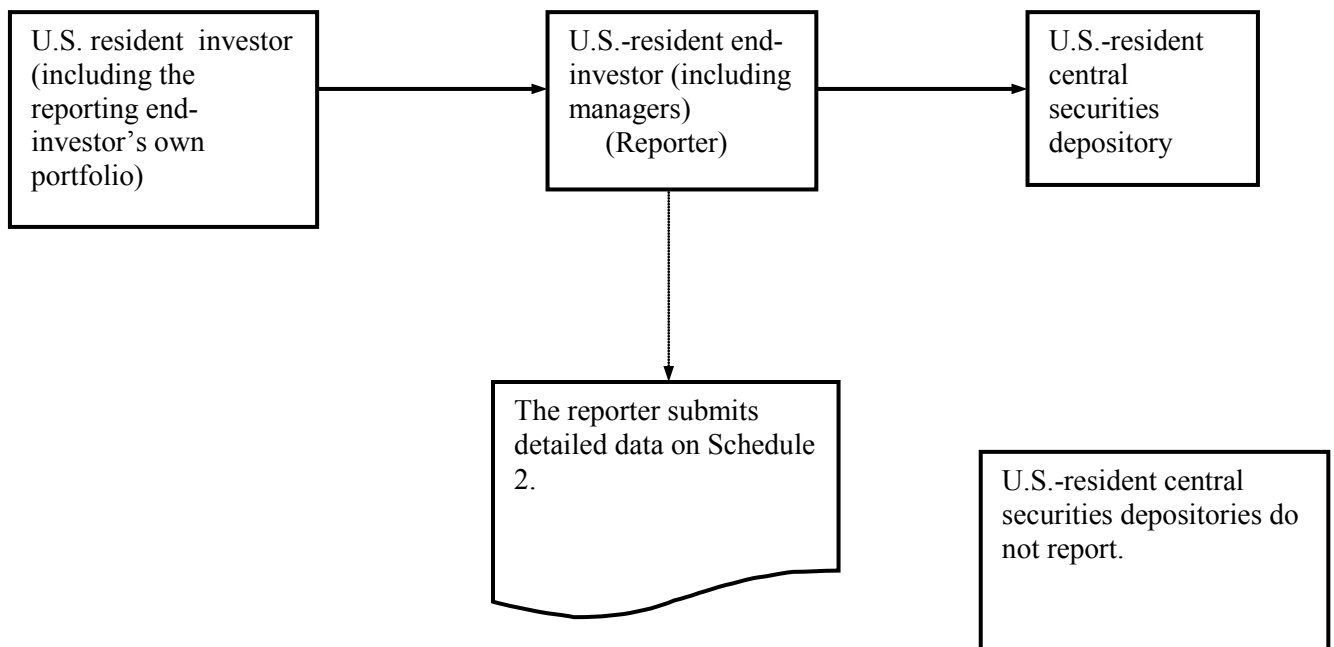 U.S. resident  investor
(including the
reporting end-
investor's own
portfolio)
U.S.-resident end-
investor (including
managers)
(Reporter)
U.S.-resident
central
securities
depository
The reporter submits
detailed data on Schedule
2.
U.S.-resident central
securities depositories do
not report.